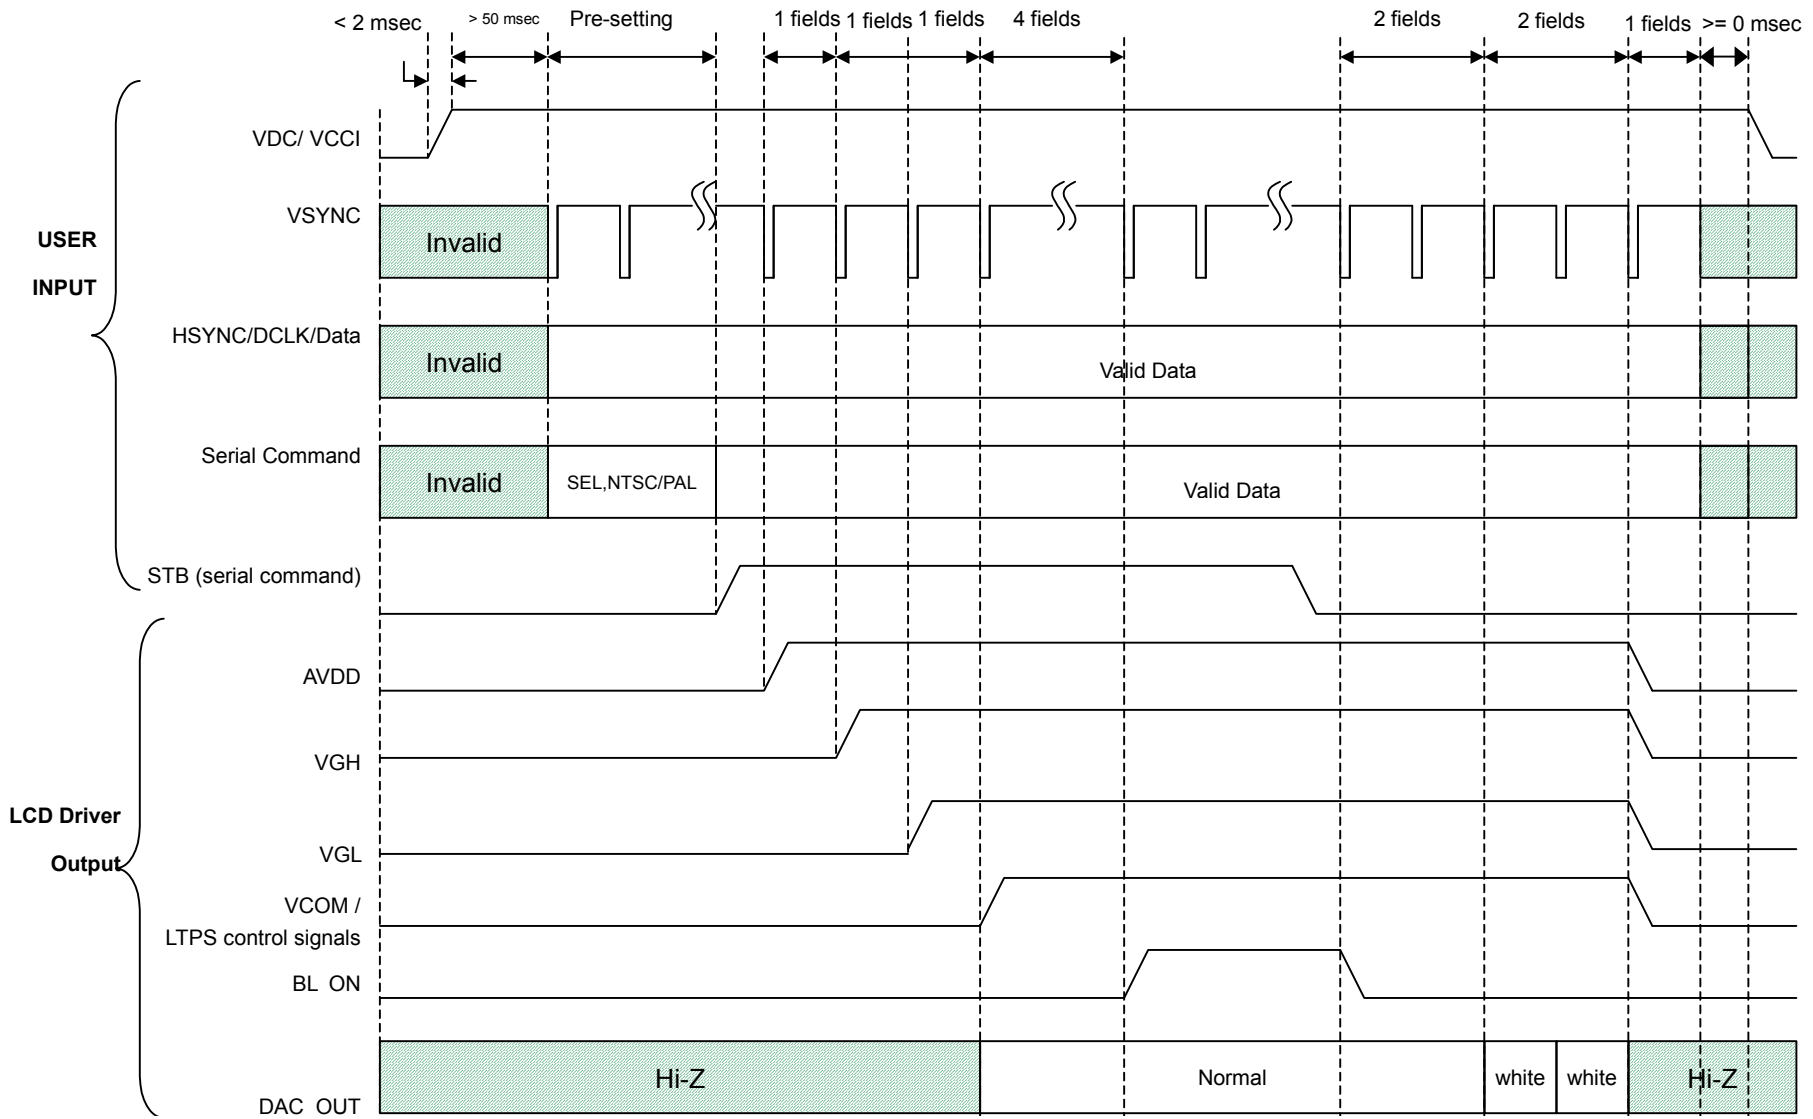 < 2 msec
> 50 msec
Pre-setting
1 fields
1 fields
1 fields
4 fields
2 fields
2 fields
1 fields
>= 0 msec
VDC/ VCCI
USER
INPUT
VSYNC
Invalid
HSYNC/DCLK/Data
Invalid
Valid Data
Serial Command
Invalid
SEL,NTSC/PAL
Valid Data
STB (serial command)
LCD Driver
Output
AVDD
VGH
VGL
VCOM /
LTPS control signals
BL ON
DAC OUT
Hi-Z
Normal
white
white
Hi-Z